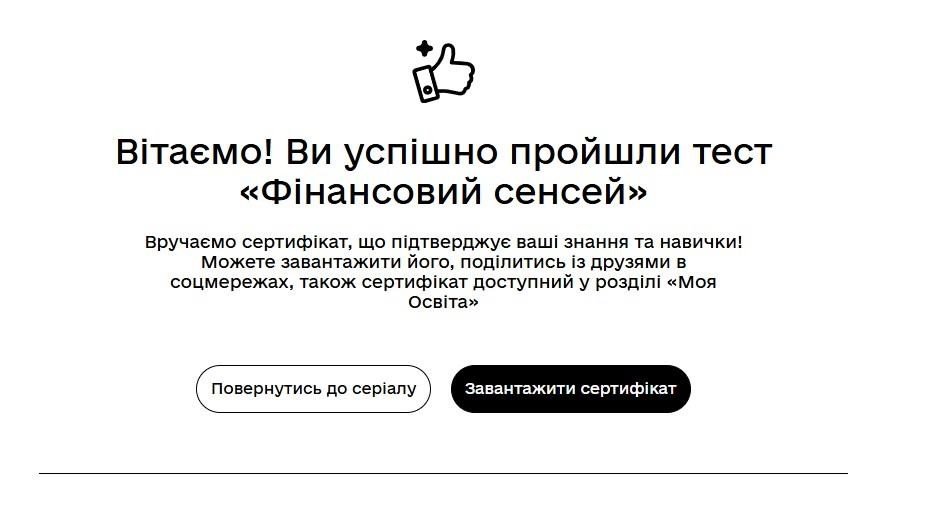 Вітаємо! Ви успішно пройшли тест
«Фінансовий сенсей»
Вручаємо сертифікат, що підтверджує ваші знання та навички!
Можете завантажити його, поділитись із друзями в
соцмережах, також сертифікат доступний у розділі «Моя
Освіта»
Повернутись до серіалу
Завантажити сертифікат